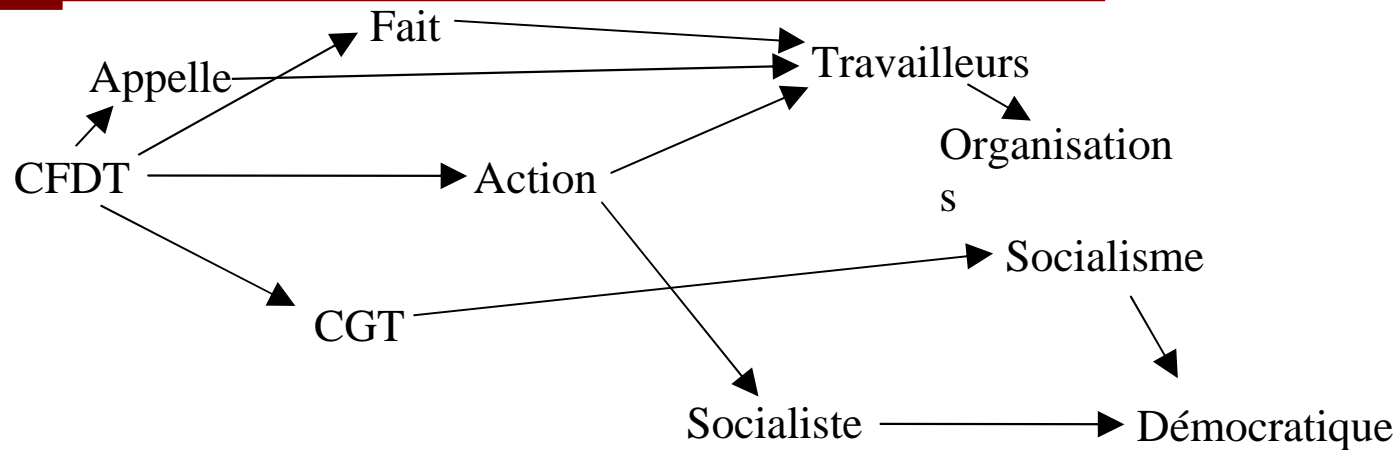 Fait
Travailleurs
Appelle
Organisation
s
CFDT
Action
Socialisme
CGT
Socialiste
Démocratique